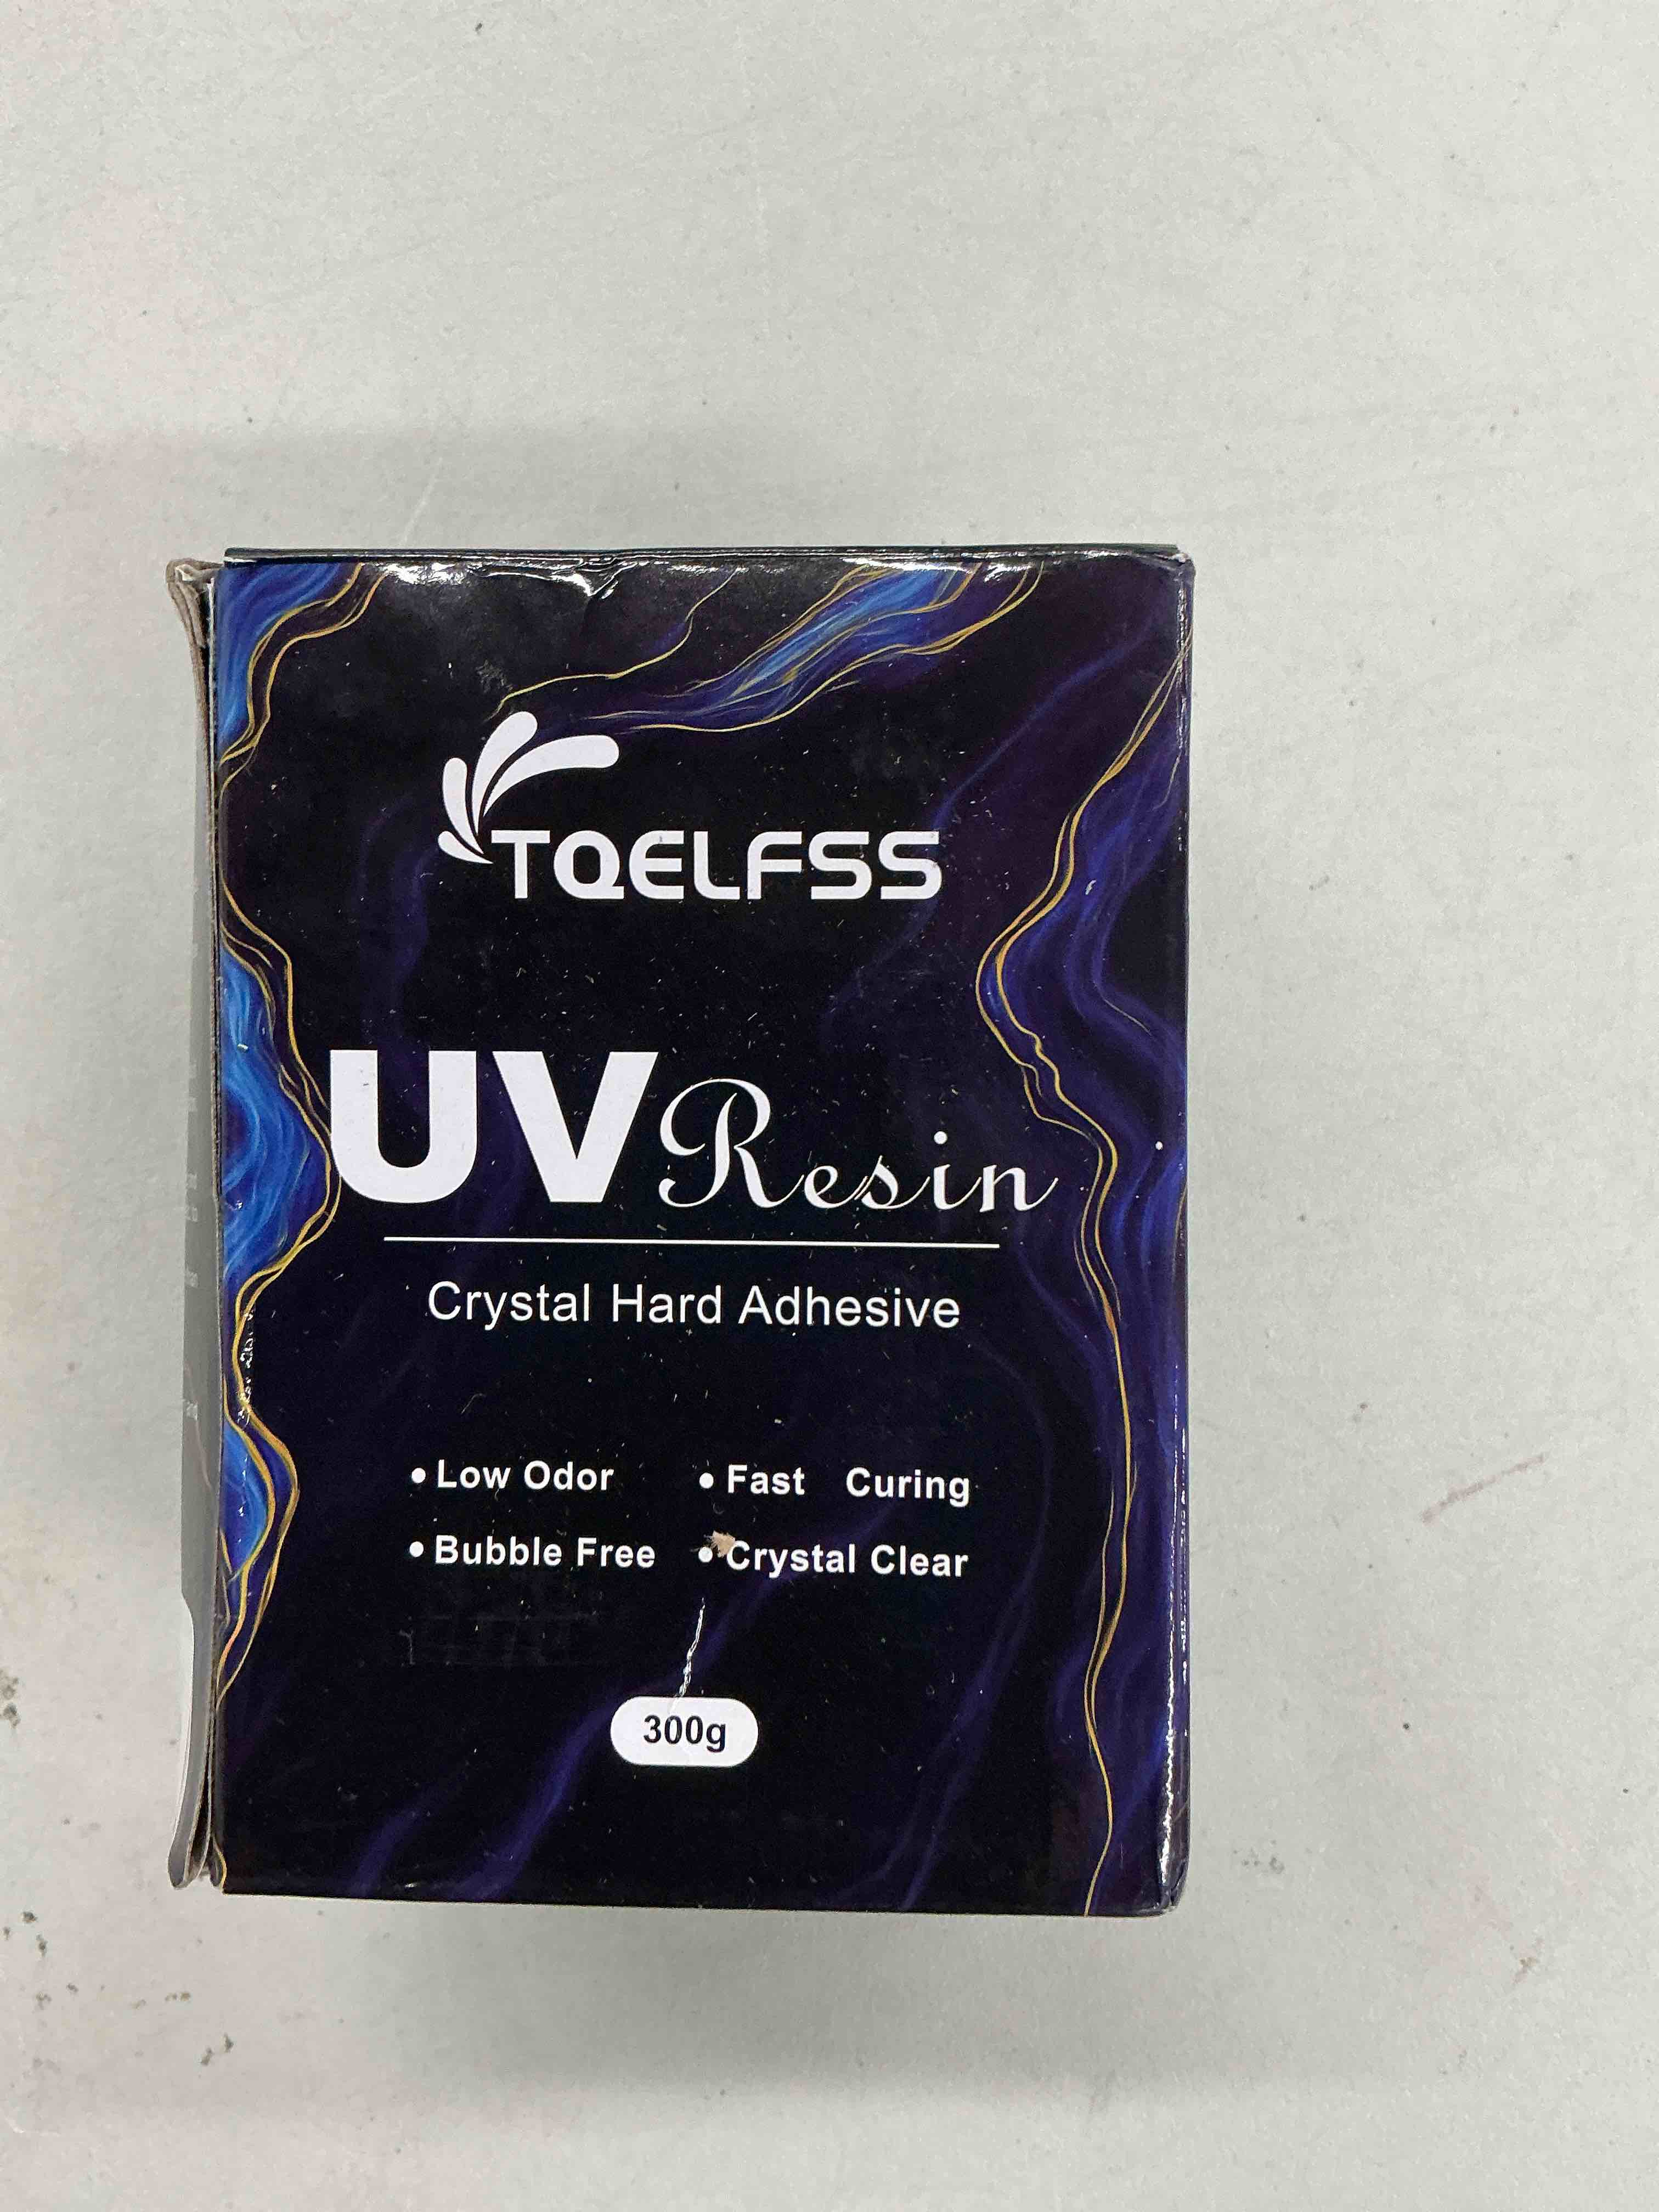 TQELFSS
UV Resin
Crystal Hard Adhesive
• Low Odor • Fast Curing
• Bubble Free • Crystal Clear
300g